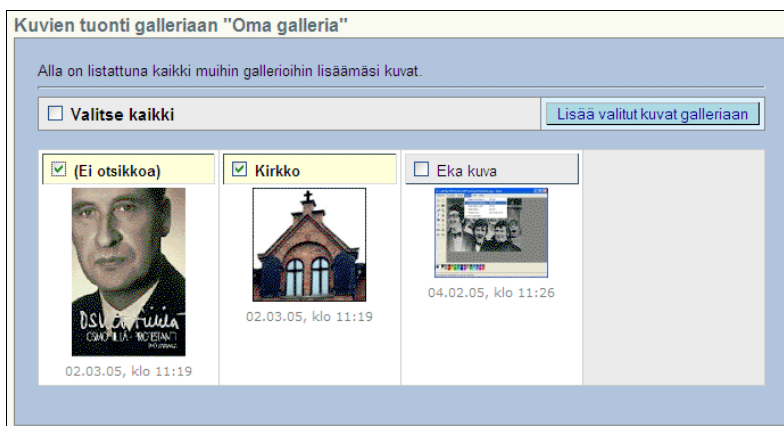 Kuvien tuonti galleriaan "Oma galleria"
Alla on listattuna kaikki muihin gallerioihin lisäämäsi kuvat.
Valitse kaikki
Lisää valitut kuvat galleriaan
(Ei otsikkoa)
Kirkko
Eka kuva
PROTESTANT
02.03.05, klo 11:19
02.03.05, klo 11:19
04.02.05, klo 11:26